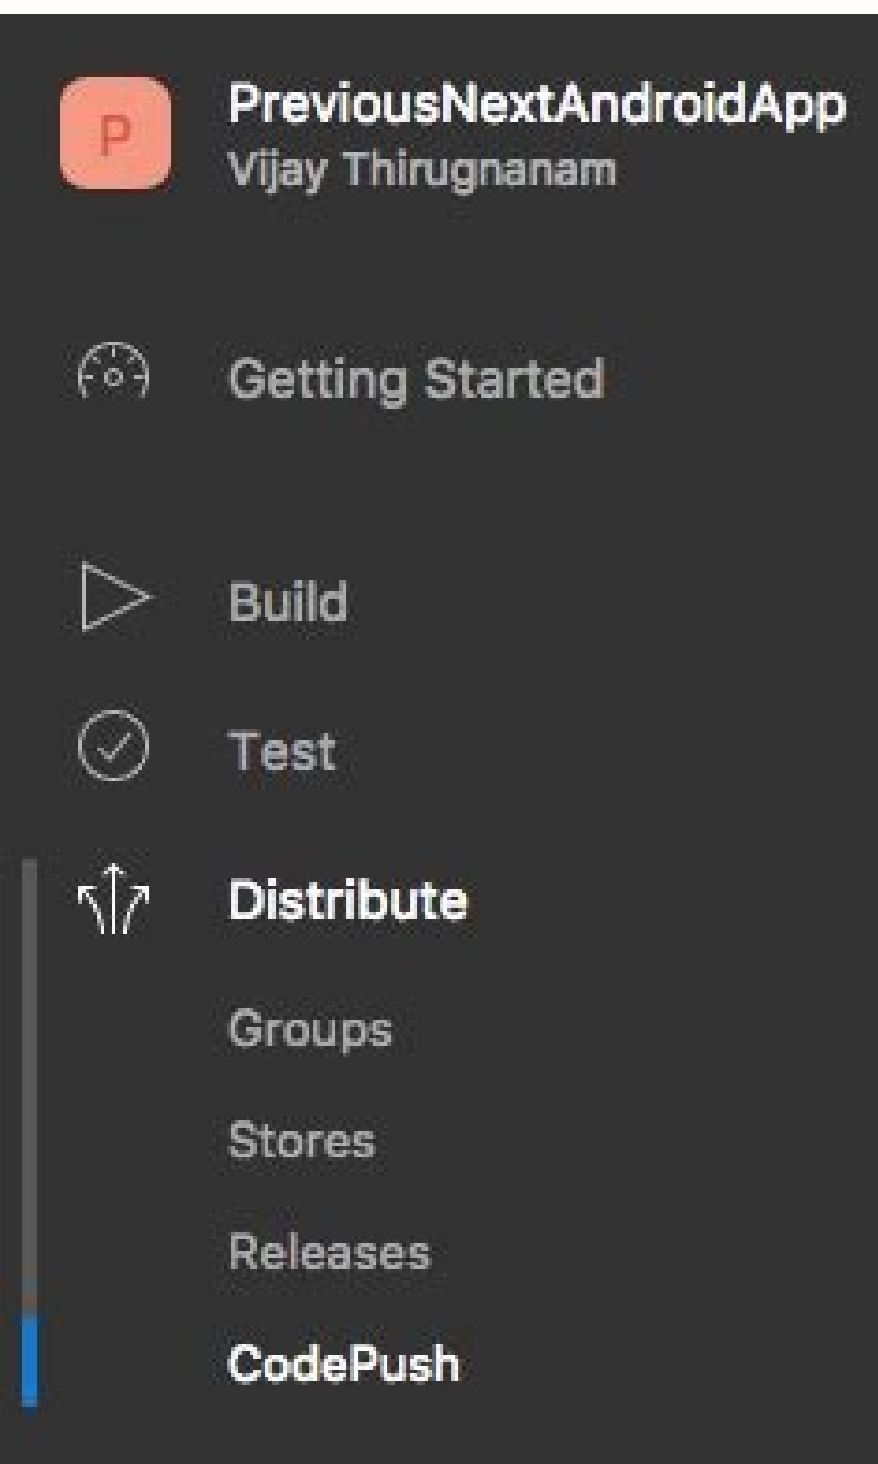 P
PreviousNextAndroidApp
Vijay Thirugnanam
Getting Started
Build
Test
Distribute
Groups
Stores
Releases
CodePush